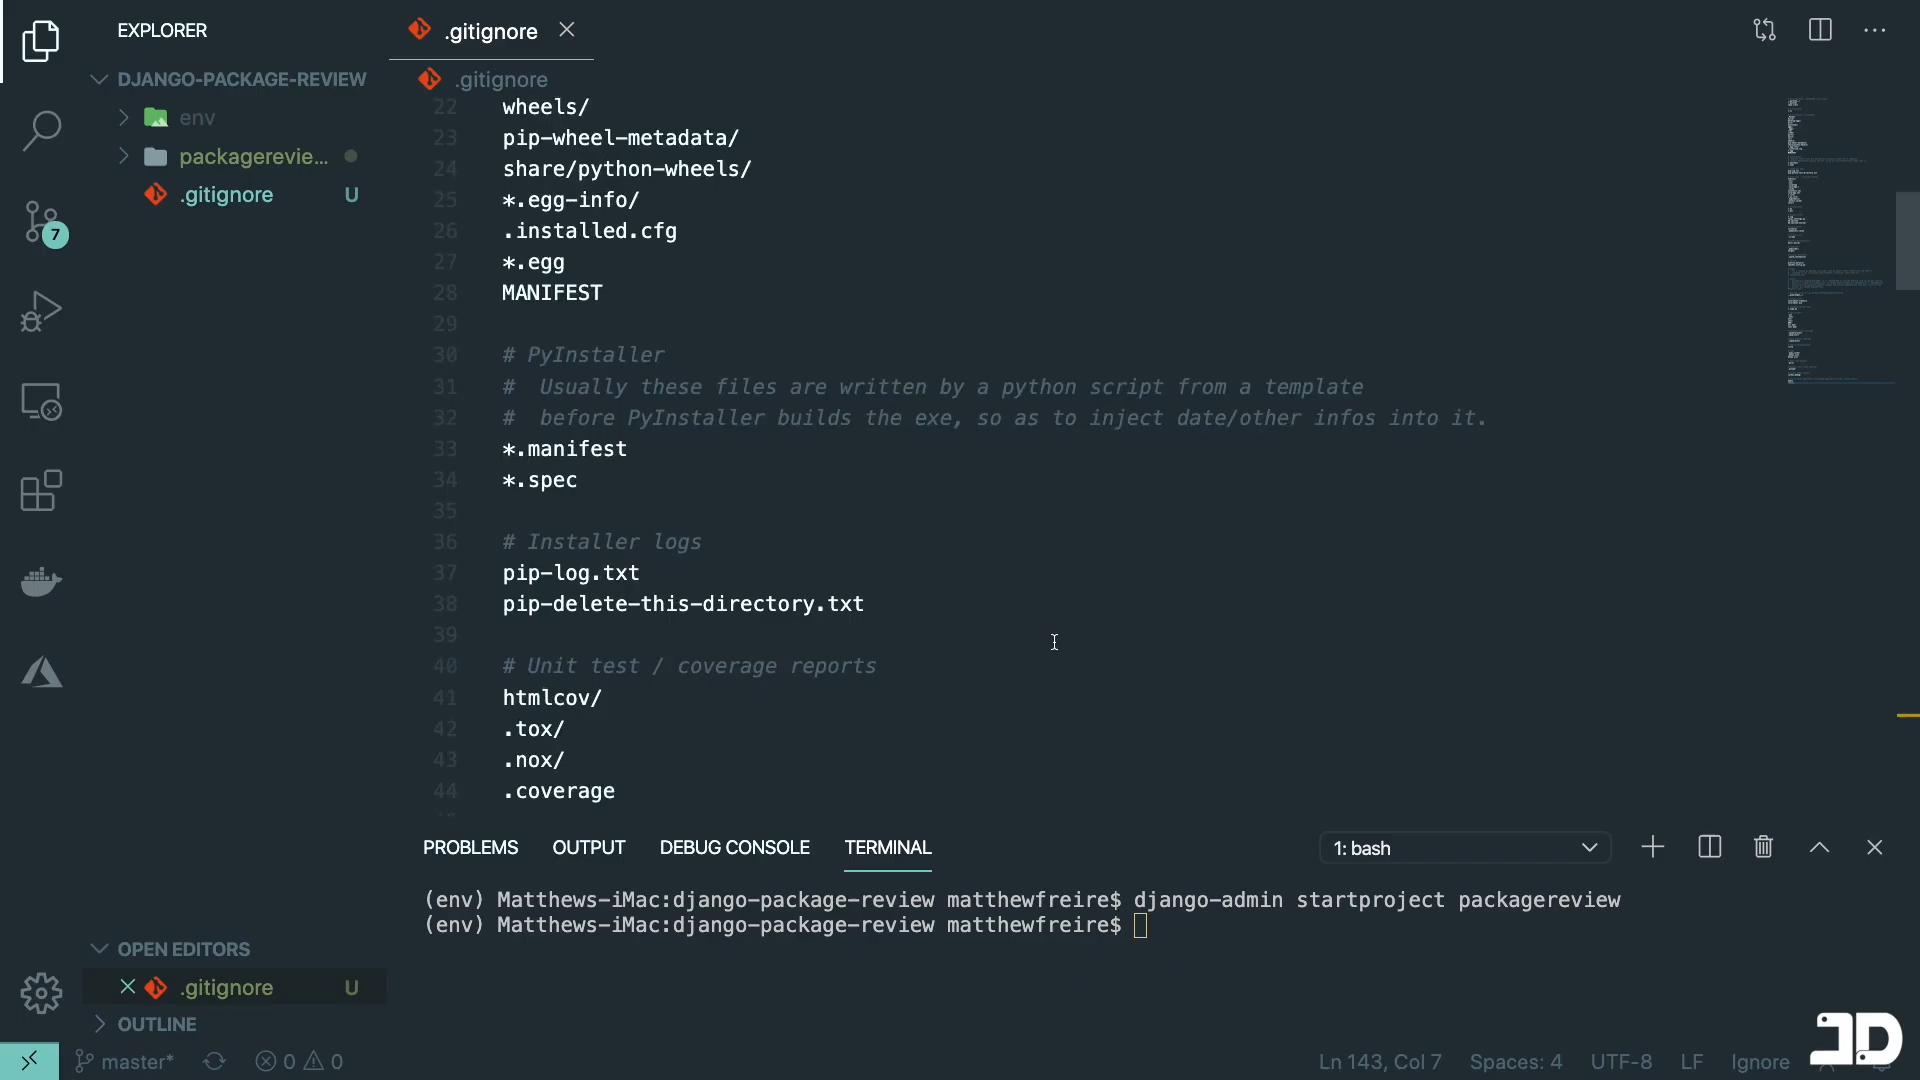 EXPLORER
.gitignore
DJANGO-PACKAGE-REVIEW
env
packagerevie...
.gitignore U
7
.gitignore
22 wheels/
23 pip-wheel-metadata/
24 share/python-wheels/
25 *.egg-info/
26 .installed.cfg
27 *.egg
28 MANIFEST
29
30 # PyInstaller
31 #  Usually these files are written by a python script from a template
32 #  before PyInstaller builds the exe, so as to inject date/other infos into it.
33 *.manifest
34 *.spec
35
36 # Installer logs
37 pip-log.txt
38 pip-delete-this-directory.txt
39
40 # Unit test / coverage reports
41 htmlcov/
42 .tox/
43 .nox/
44 .coverage
PROBLEMS OUTPUT DEBUG CONSOLE TERMINAL 1: bash
(env) Matthews-iMac:django-package-review matthewfreire$ django-admin startproject packagereview
(env) Matthews-iMac:django-package-review matthewfreire$
OPEN EDITORS
.gitignore U
OUTLINE
master* 0 0 Ln 143, Col 7 Spaces: 4 UTF-8 LF Ignore
JD